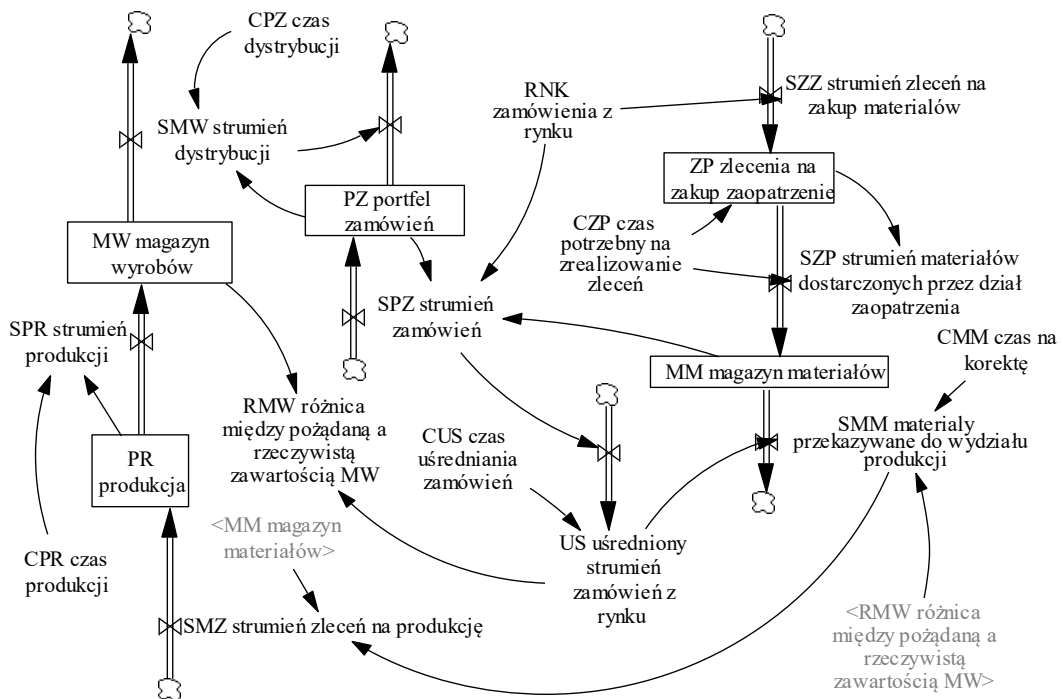 CPZ czas
dystrybucji
SMW strumień
dystrybucji
RNK
zamówienia z
rynku
SZZ strumień zleceń na
zakup materialów
ZP zlecenia na
zakup zaopatrzenie
PZ portfel
zamówień
MW magazyn
wyrobów
CZP czas
potrzebny na
zrealizowanie
zleceń
SZP strumień materiałów
dostarczonych przez dział
zaopatrzenia
SPZ strumień
zamówień
SPR strumień
produkcji
CMM czas na
korektę
MM magazyn materiałów
RMW różnica
między pożądaną a
rzeczywistą
zawartością MW
CUS czas
uśredniania
zamówień
SMM materialy
przekazywane do wydziału
produkcji
PR
produkcja
<MM magazyn
materiałów>
US uśredniony
strumień
zamówień z
rynku
CPR czas
produkcji
SMZ strumień zleceń na produkcję
<RMW różnica
między pożądaną a
rzeczywistą
zawartością MW>